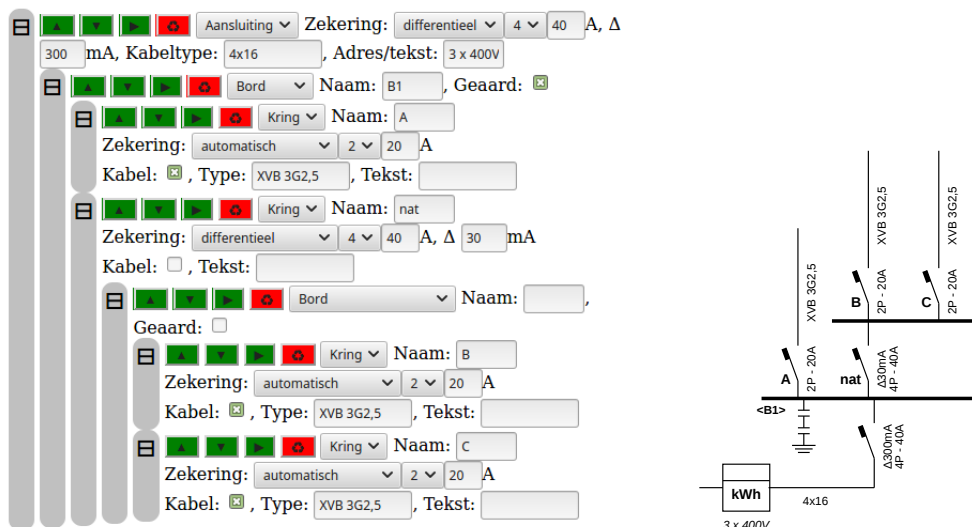 Aansluiting Zekering: differentieel 4 40 A, Δ
300 mA, Kabeltype: 4x16 , Adres/tekst: 3 x 400V
Bord Naam: B1 , Geaard:
Kring Naam: A
Zekering: automatisch 2 20 A
Kabel: , Type: XVB 3G2,5 , Tekst:
Kring Naam: nat
Zekering: differentieel 4 40 A, Δ 30 mA
Kabel: , Tekst:
Bord Naam: ,
Geaard:
Kring Naam: B
Zekering: automatisch 2 20 A
Kabel: , Type: XVB 3G2,5 , Tekst:
Kring Naam: C
Zekering: automatisch 2 20 A
Kabel: , Type: XVB 3G2,5 , Tekst:
XVB 3G2,5
XVB 3G2,5
B
2P - 20A
C
2P - 20A
XVB 3G2,5
A
2P - 20A
nat
Δ30mA
4P - 40A
<B1>
Δ300mA
4P - 40A
kWh
4x16
3 x 400V